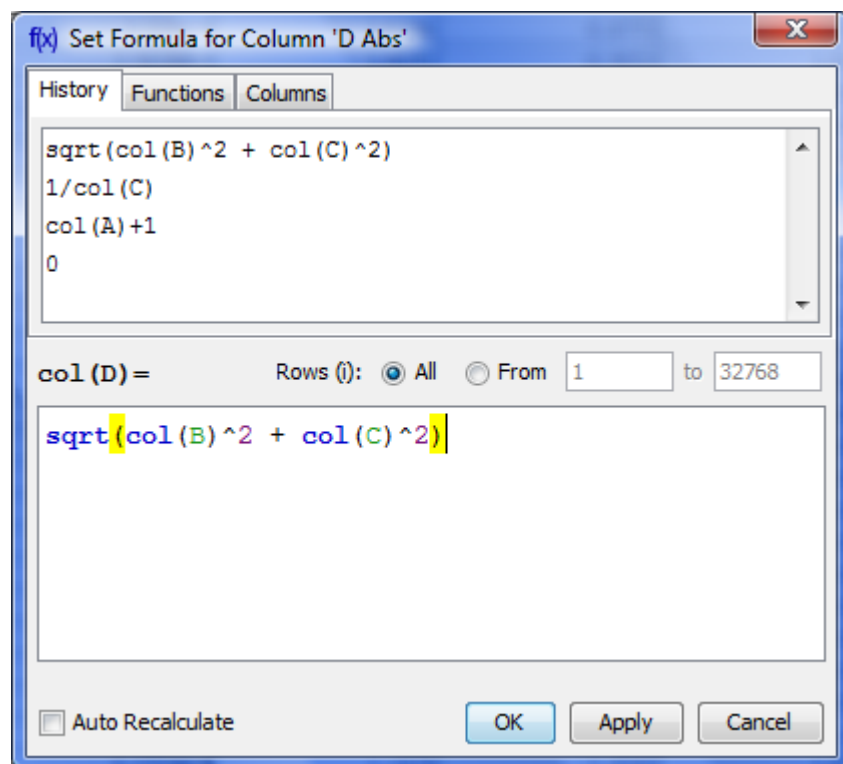 f(x) Set Formula for Column 'D Abs'
History Functions Columns
sqrt(col(B)^2 + col(C)^2)
1/col(C)
col(A)+1
0
col(D)= Rows (i): All From 1 to 32768
sqrt(col(B)^2 + col(C)^2)
Auto Recalculate OK Apply Cancel